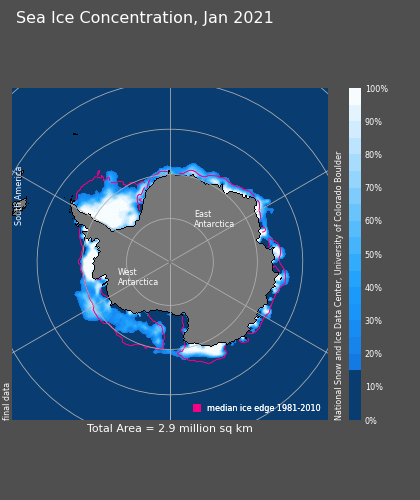 Sea Ice Concentration, Jan 2021
South America
East
Antarctica
West
Antarctica
final data
median ice edge 1981-2010
Total Area = 2.9 million sq km
National Snow and Ice Data Center, University of Colorado Boulder
100%
90%
80%
70%
60%
50%
40%
30%
20%
10%
0%